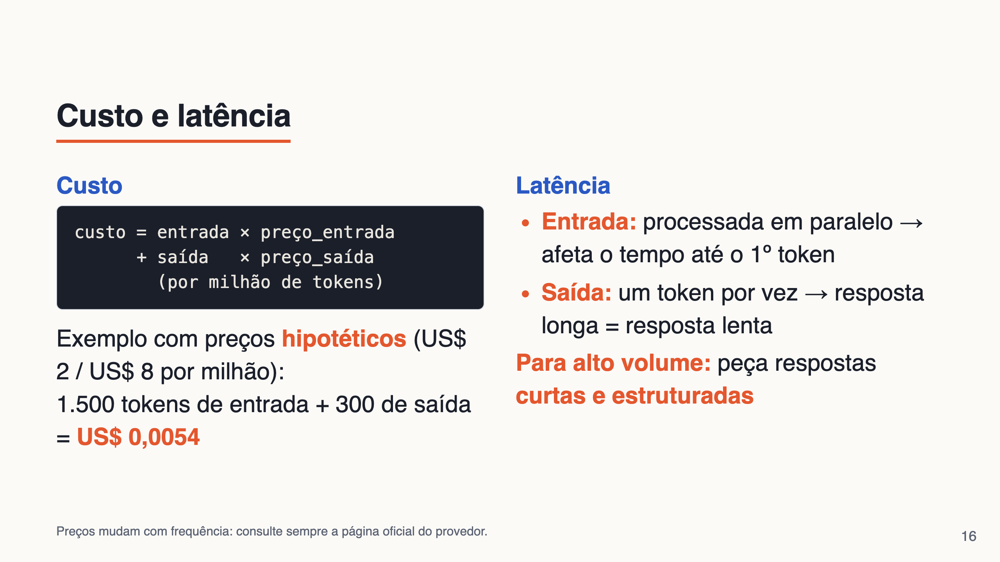 Custo e latência
Custo
custo = entrada × preço_entrada
+ saída × preço_saída
(por milhão de tokens)
Exemplo com preços hipotéticos (US$
2 / US$ 8 por milhão):
1.500 tokens de entrada + 300 de saída
= US$ 0,0054
Latência
• Entrada: processada em paralelo →
afeta o tempo até o 1º token
• Saída: um token por vez → resposta
longa = resposta lenta
Para alto volume: peça respostas
curtas e estruturadas
Preços mudam com frequência: consulte sempre a página oficial do provedor.
16